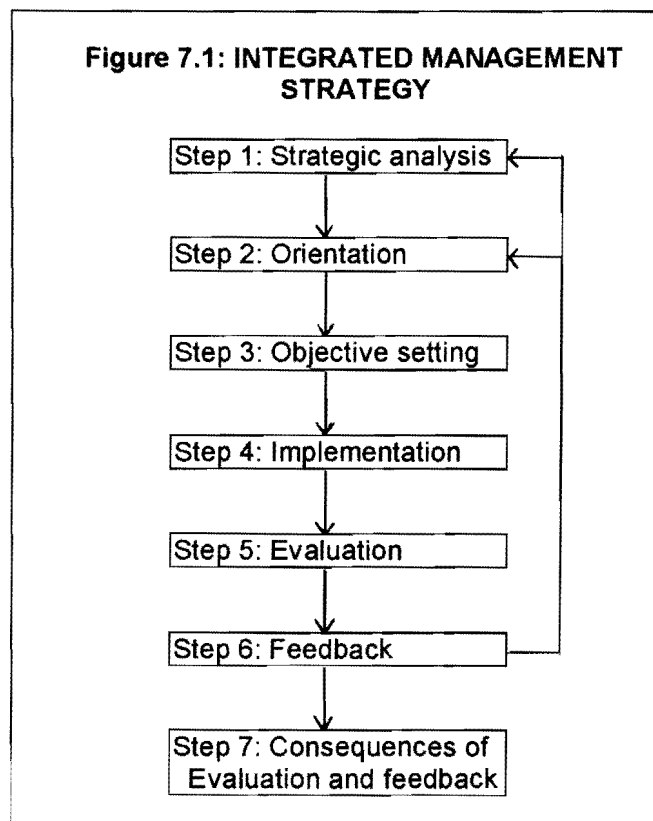 Figure 7.1: INTEGRATED MANAGEMENT
STRATEGY
Step 1: Strategic analysis
Step 2: Orientation
Step 3: Objective setting
Step 4: Implementation
Step 5: Evaluation
Step 6: Feedback
Step 7: Consequences of
Evaluation and feedback